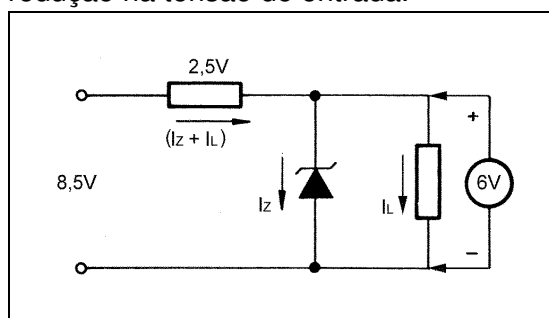 redução na tensão de entrada.
2,5V
(IZ + IL)
+
8,5V
IZ
IL
6V
–